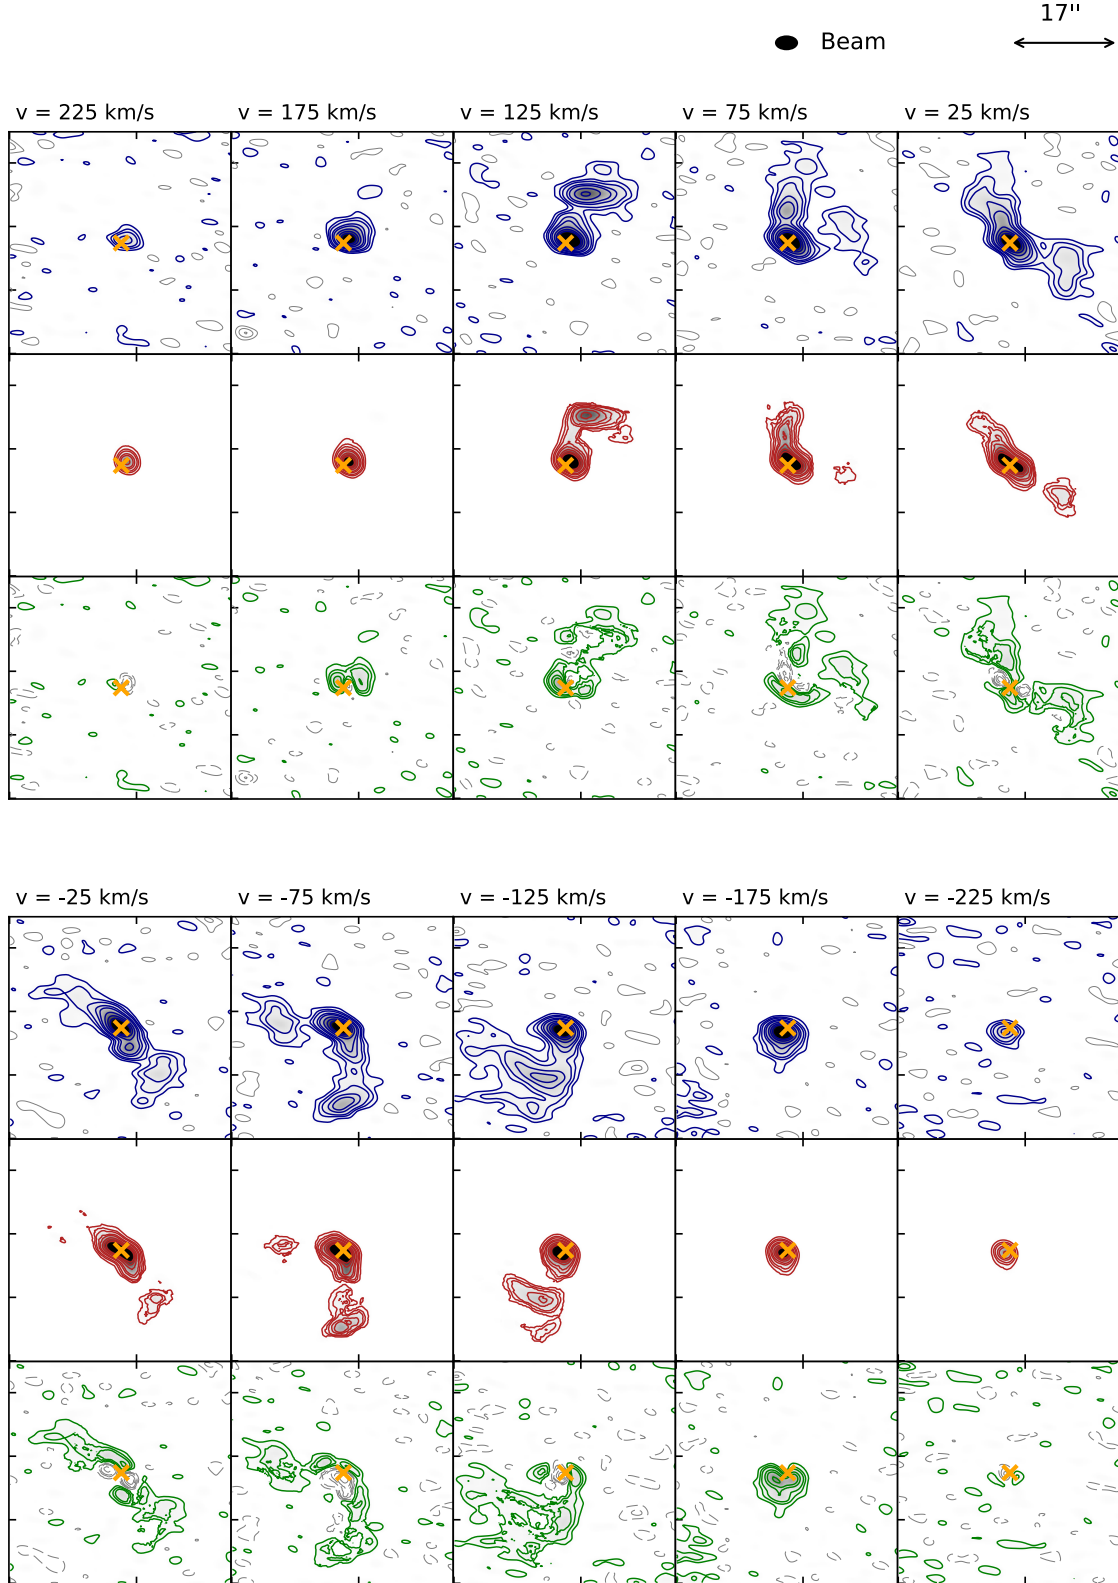 17"
Beam
v = 225 km/s
v = 175 km/s
v = 125 km/s
v = 75 km/s
v = 25 km/s
v = -25 km/s
v = -75 km/s
v = -125 km/s
v = -175 km/s
v = -225 km/s